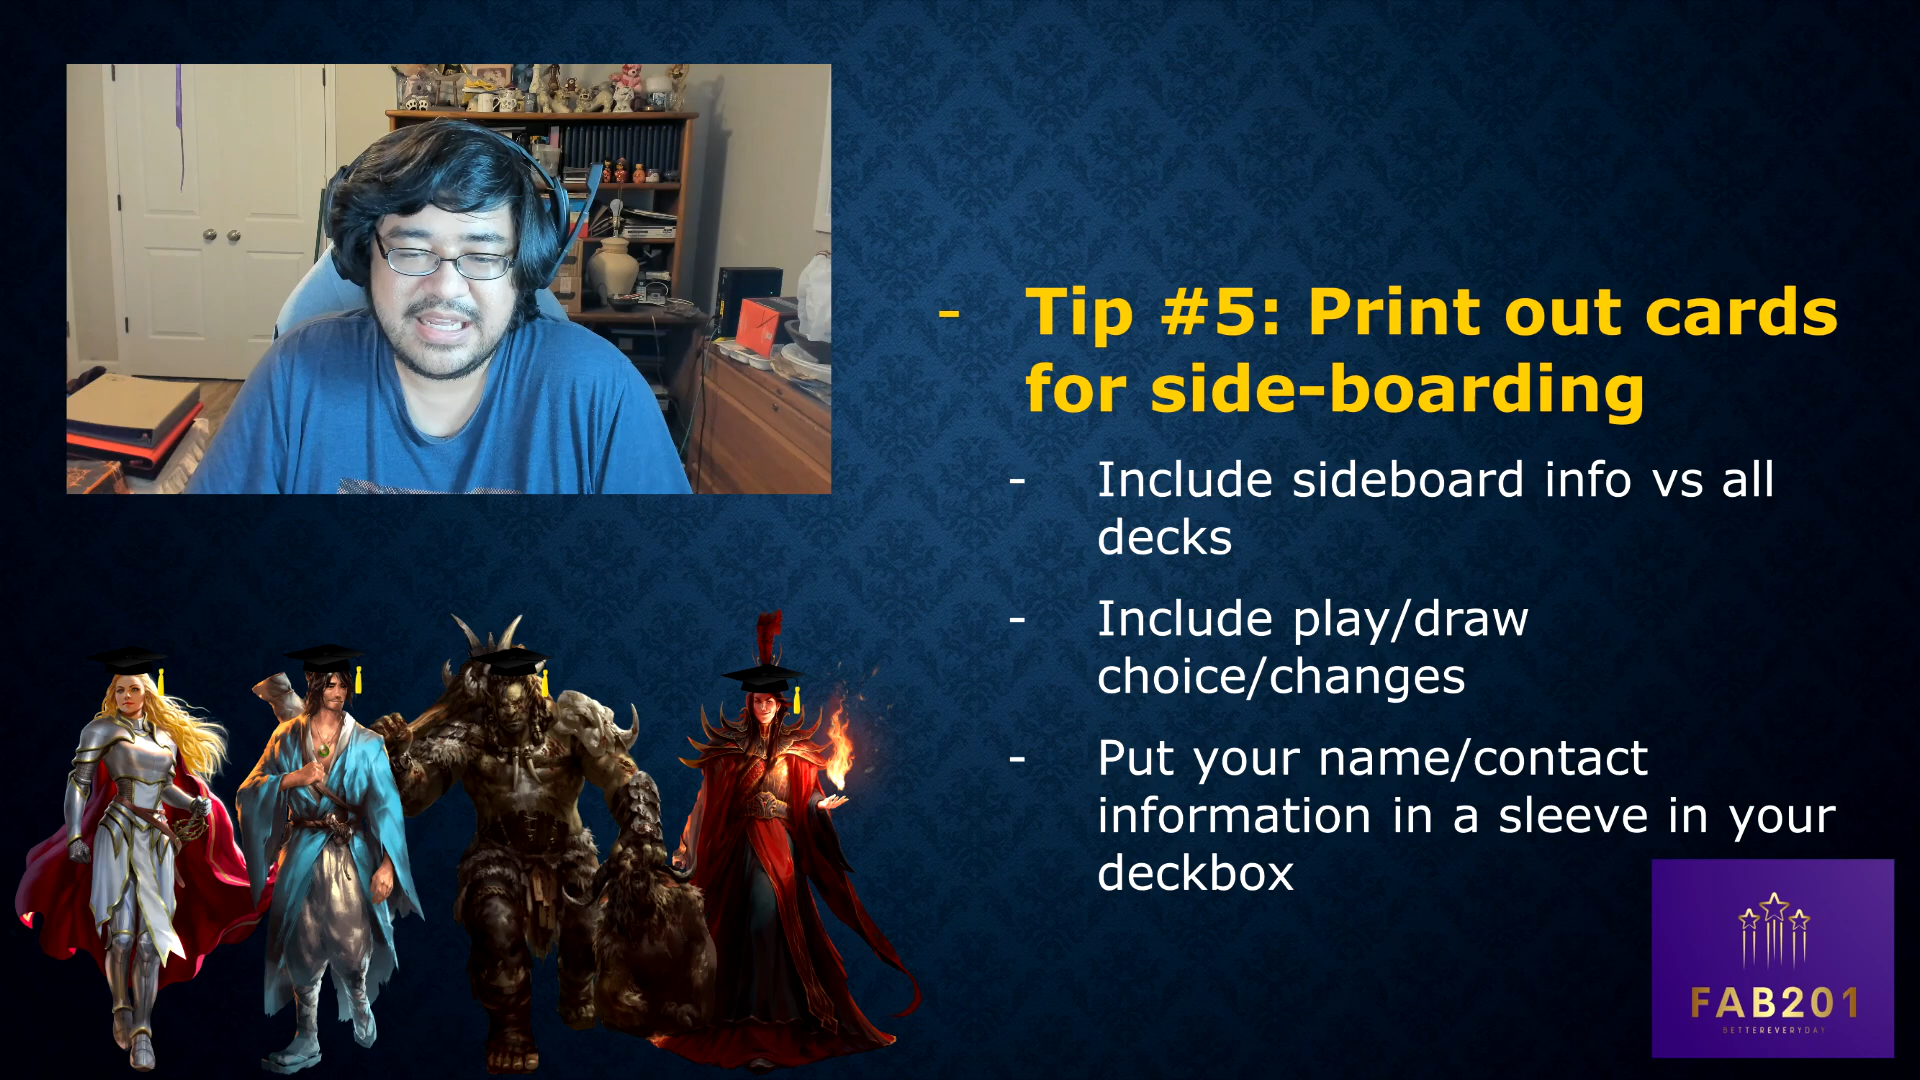 - Tip #5: Print out cards
for side-boarding
- Include sideboard info vs all
decks
- Include play/draw
choice/changes
- Put your name/contact
information in a sleeve in your
deckbox
FAB201
BETTEREVERYDAY